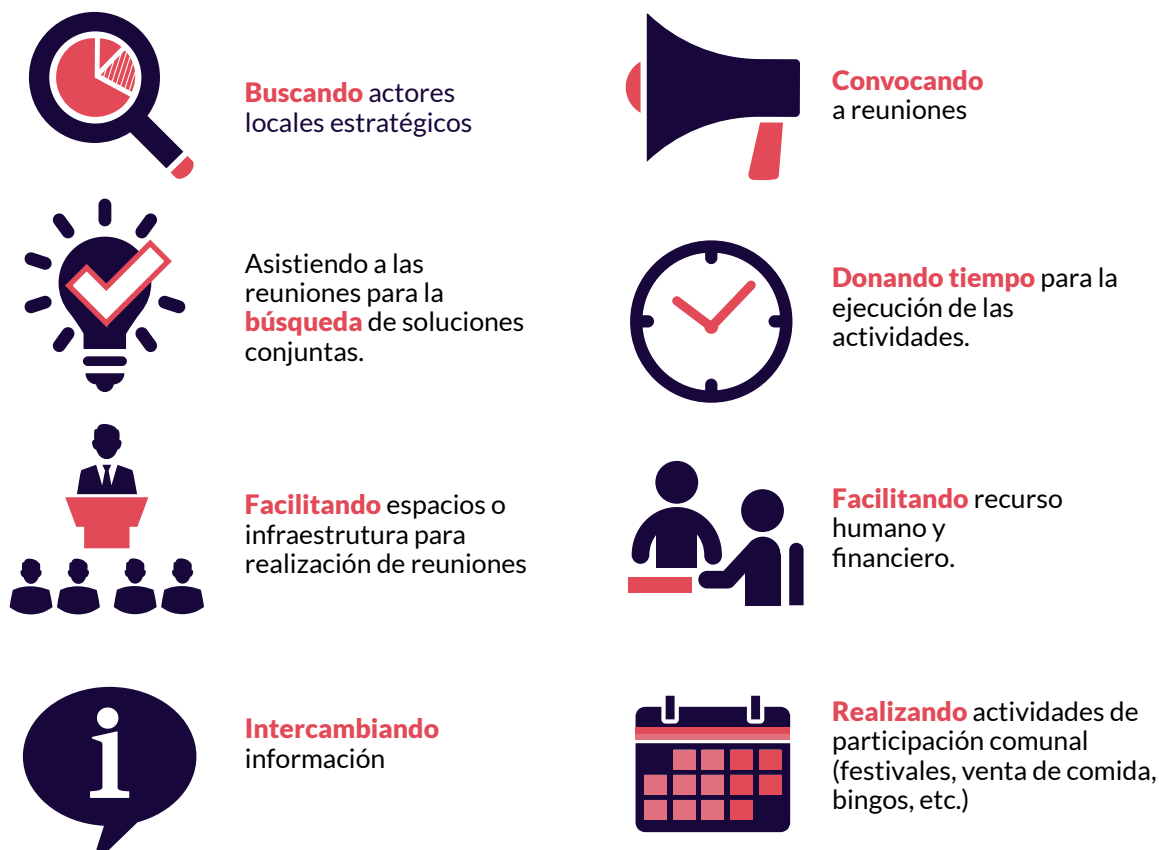 Buscando actores
locales estratégicos
Convocando
a reuniones
Asistiendo a las
reuniones para la
búsqueda de soluciones
conjuntas.
Donando tiempo para la
ejecución de las
actividades.
Facilitando espacios o
infraestrutura para
realización de reuniones
Facilitando recurso
humano y
financiero.
Intercambiando
información
Realizando actividades de
participación comunal
(festivales, venta de comida,
bingos, etc.)